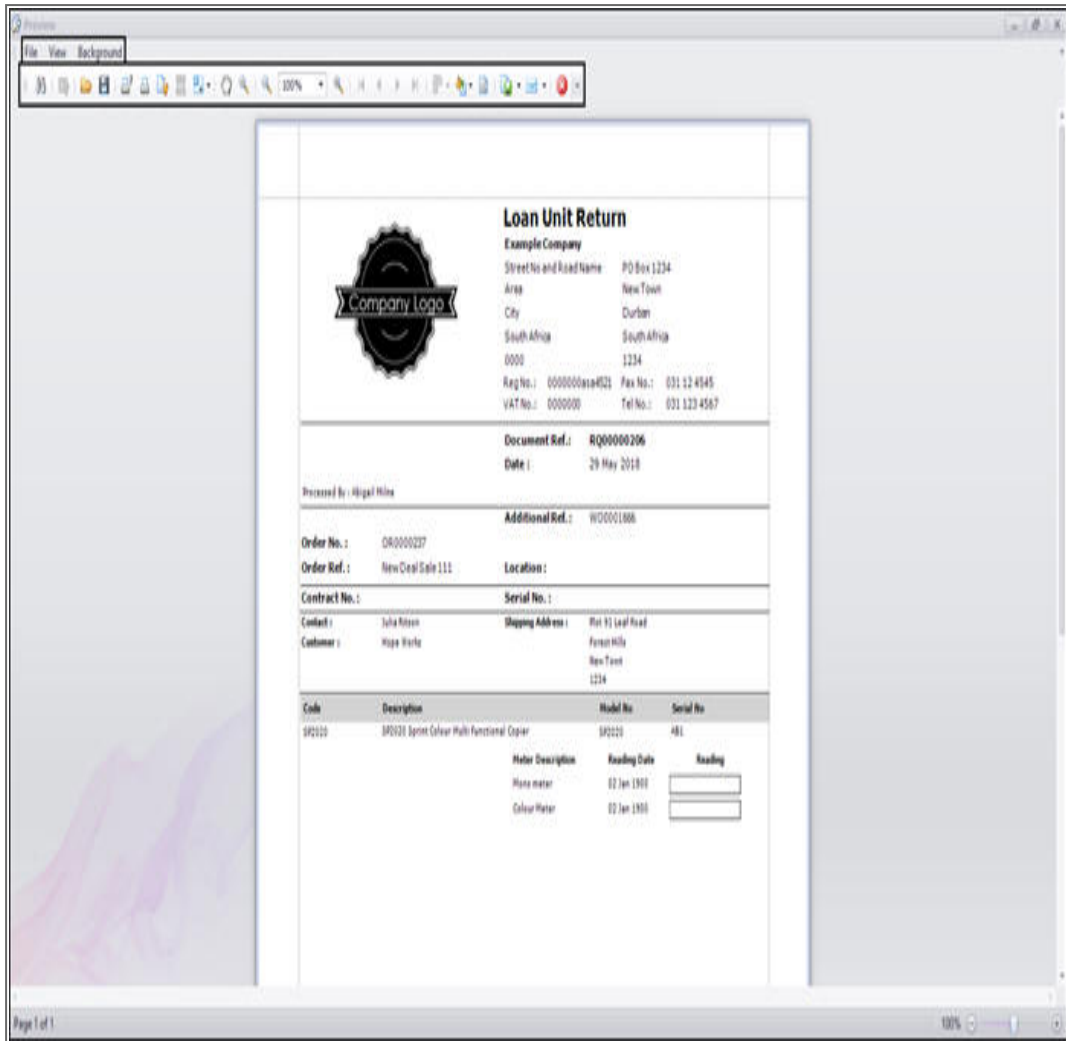 Preview
File View Background
100%
Loan Unit Return
Example Company
Company Logo
Street No and Road Name PO Box 1234
Area New Town
City Durban
South Africa South Africa
0000 1234
Reg No. : 0000000asa4521 Fax No. : 031 12 4545
VAT No. : 0000000 Tel No. : 031 123 4567
Document Ref. : RQ00000206
Date : 29 May 2018
Processed By : Abigail Milne
Additional Ref. : WO0001666
Order No. : OR0000237
Order Ref. : New Deal Sale 111 Location :
Contract No. : Serial No. :
Contact : Julia Shipping Address : Plot 91 Leaf Road
Customer : Hope Works Forest Hills
New Town
1234
Code Description Model No Serial No
SP2020 SP2020 Sprint Colour Multi Functional Copier SP2020
Meter Description Reading Date Reading
Mono meter 02 Jan 1900
Colour Meter 02 Jan 1900
Page 1 of 1 100%